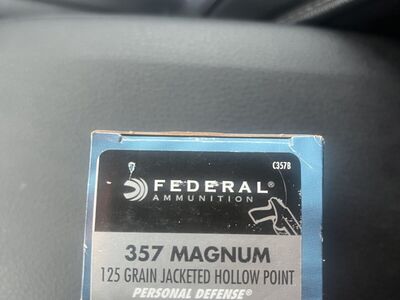 C357B
FEDERAL®
AMMUNITION
357 MAGNUM
125 GRAIN JACKETED HOLLOW POINT
PERSONAL DEFENSE®